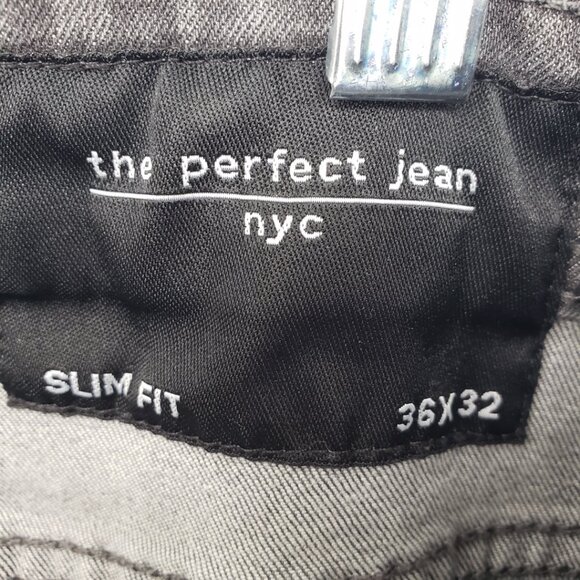 the perfect jean
nyc
SLIM FIT
36X32